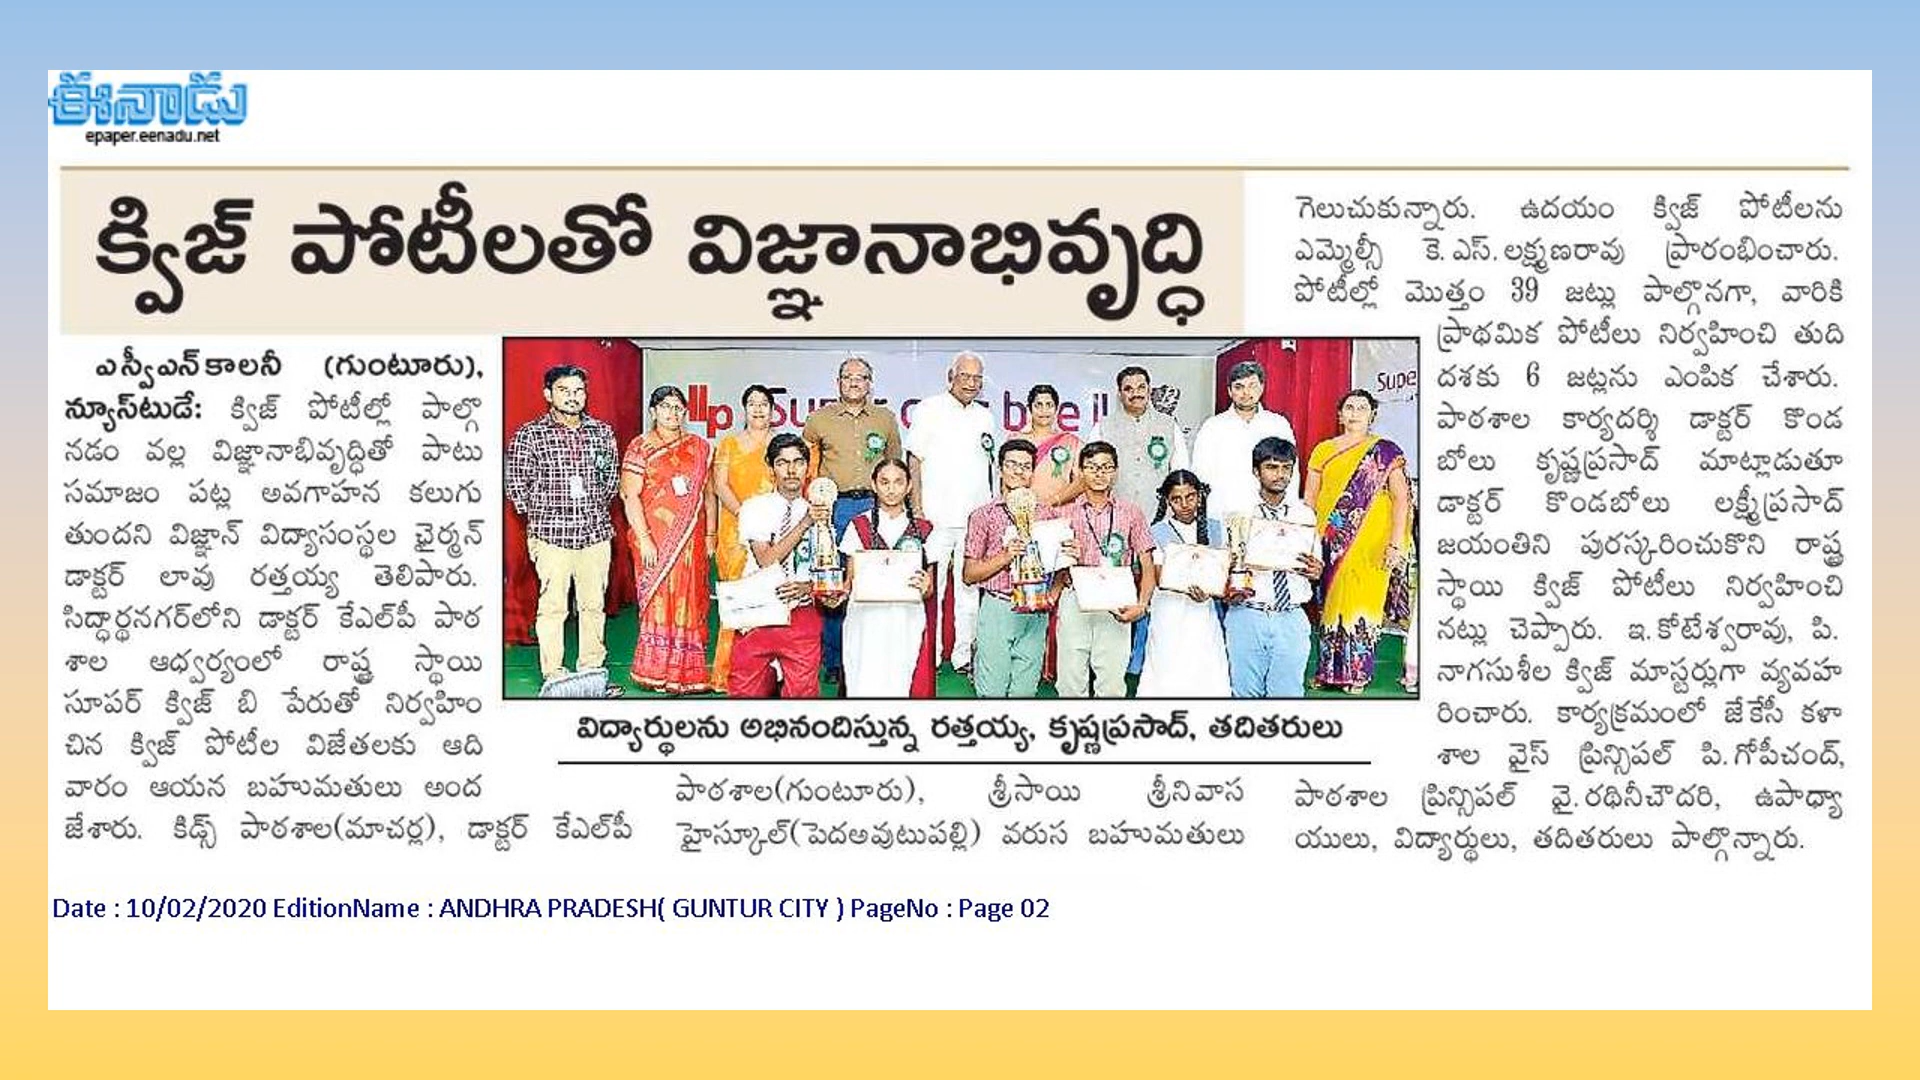 ఈనాడు
epaper.eenadu.net
క్విజ్ పోటీలతో విజ్ఞానాభివృద్ధి
ఎస్వీఎన్ కాలనీ (గుంటూరు),
న్యూస్‌టుడే: క్విజ్ పోటీల్లో పాల్గొ
నడం వల్ల విజ్ఞానాభివృద్ధితో పాటు
సమాజం పట్ల అవగాహన కలుగు
తుందని విజ్ఞాన్ విద్యాసంస్థల ఛైర్మన్
డాక్టర్ లావు రత్తయ్య తెలిపారు.
సిద్ధార్థనగర్‌లోని డాక్టర్ కేఎల్‌పీ పాఠ
శాల ఆధ్వర్యంలో రాష్ట్ర స్థాయి
సూపర్ క్విజ్ బి పేరుతో నిర్వహిం
చిన క్విజ్ పోటీల విజేతలకు ఆది
వారం ఆయన బహుమతులు అంద
జేశారు. కిడ్స్ పాఠశాల(మాచర్ల), డాక్టర్ కేఎల్‌పీ
klp Super
Supe
విద్యార్థులను అభినందిస్తున్న రత్తయ్య, కృష్ణప్రసాద్, తదితరులు
పాఠశాల(గుంటూరు), శ్రీసాయి శ్రీనివాస
హైస్కూల్(పెదఅవుటుపల్లి) వరుస బహుమతులు
గెలుచుకున్నారు. ఉదయం క్విజ్ పోటీలను
ఎమ్మెల్సీ కె.ఎస్.లక్ష్మణరావు ప్రారంభించారు.
పోటీల్లో మొత్తం 39 జట్లు పాల్గొనగా, వారికి
ప్రాథమిక పోటీలు నిర్వహించి తుది
దశకు 6 జట్లను ఎంపిక చేశారు.
పాఠశాల కార్యదర్శి డాక్టర్ కొండ
బోలు కృష్ణప్రసాద్ మాట్లాడుతూ
డాక్టర్ కొండబోలు లక్ష్మీప్రసాద్
జయంతిని పురస్కరించుకొని రాష్ట్ర
స్థాయి క్విజ్ పోటీలు నిర్వహించి
నట్లు చెప్పారు. ఇ.కోటేశ్వరావు, పి.
నాగసుశీల క్విజ్ మాస్టర్లుగా వ్యవహ
రించారు. కార్యక్రమంలో జేకేసీ కళా
శాల వైస్ ప్రిన్సిపల్ పి.గోపీచంద్,
పాఠశాల ప్రిన్సిపల్ వై.రథినీచౌదరి, ఉపాధ్యా
యులు, విద్యార్థులు, తదితరులు పాల్గొన్నారు.
Date : 10/02/2020 EditionName : ANDHRA PRADESH( GUNTUR CITY ) PageNo : Page 02